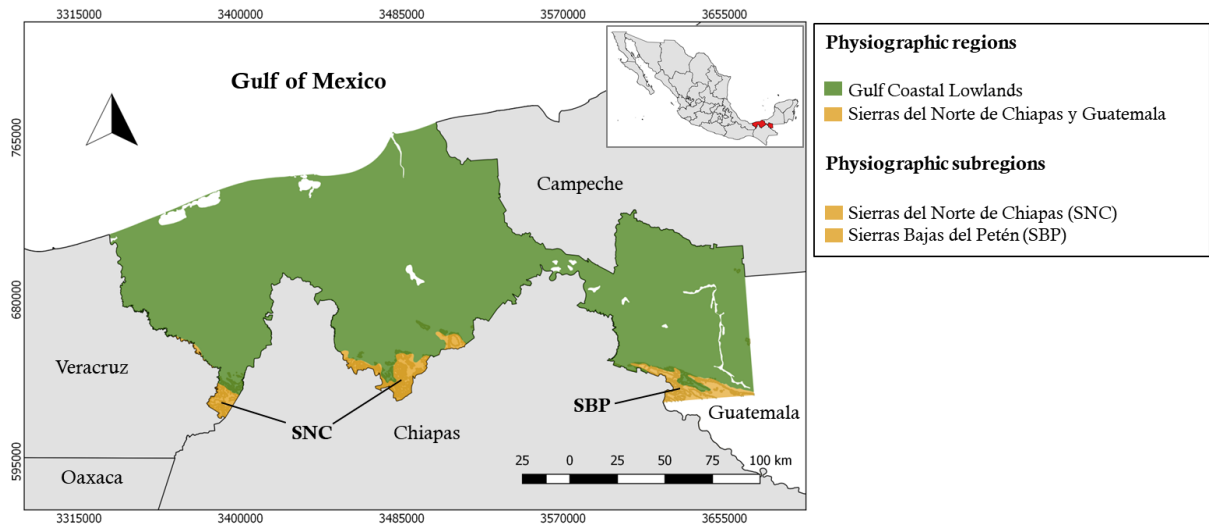 3315000 3400000 3485000 3570000 3655000
Gulf of Mexico
765000
680000
595000
Campeche
Veracruz
SNC
Chiapas
SBP
Guatemala
Oaxaca
25 0 25 50 75 100 km
3315000 3400000 3485000 3570000 3655000
Physiographic regions
Gulf Coastal Lowlands
Sierras del Norte de Chiapas y Guatemala
Physiographic subregions
Sierras del Norte de Chiapas (SNC)
Sierras Bajas del Petén (SBP)